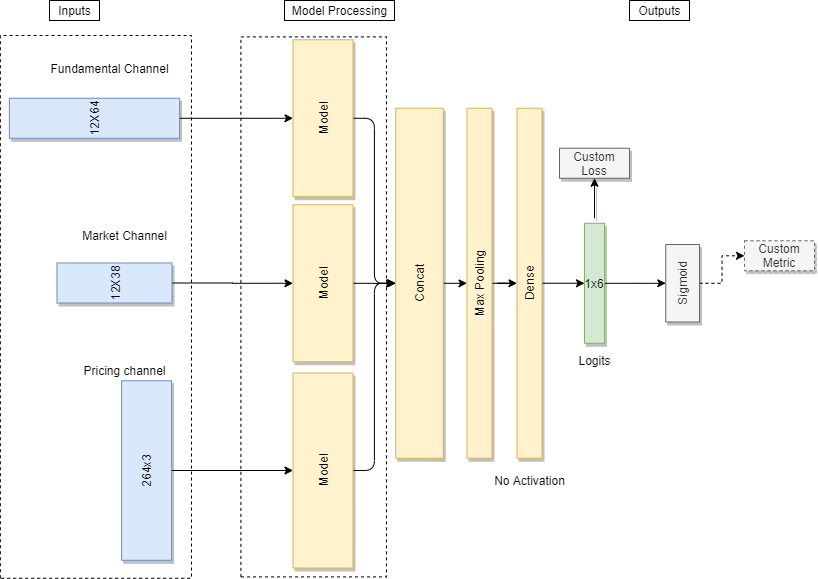 Inputs
Model Processing
Outputs
Fundamental Channel
12X64
Model
Market Channel
12X38
Model
Pricing channel
264x3
Model
Concat
Max Pooling
Dense
No Activation
Custom
Loss
1x6
Logits
Sigmoid
Custom
Metric